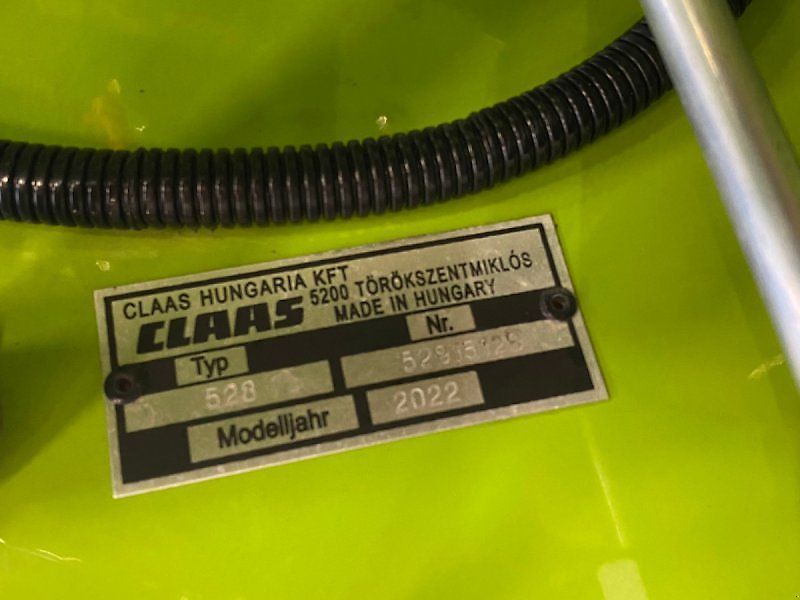 CLAAS HUNGARIA KFT
5200 TÖRÖKSZENTMIKLÓS
CLAAS
MADE IN HUNGARY
Typ
Nr.
528
Modelljahr
2022